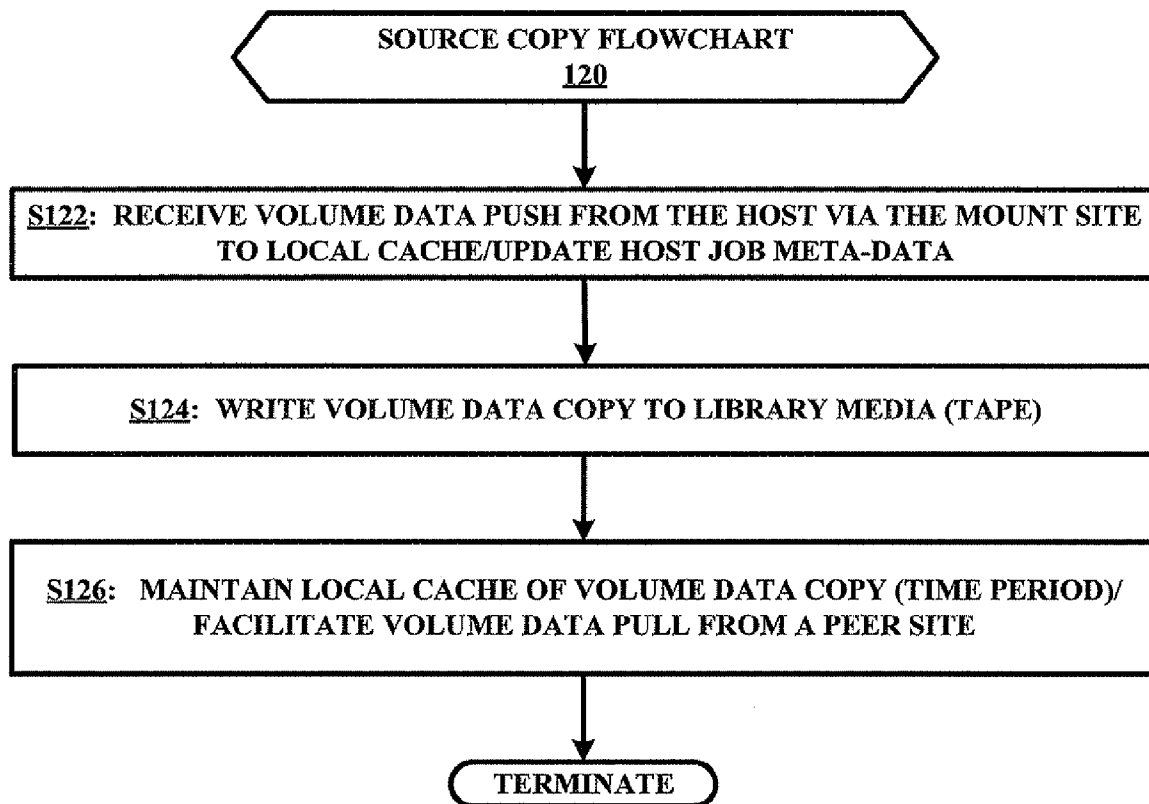 SOURCE COPY FLOWCHART
120
S122: RECEIVE VOLUME DATA PUSH FROM THE HOST VIA THE MOUNT SITE
TO LOCAL CACHE/UPDATE HOST JOB META-DATA
S124: WRITE VOLUME DATA COPY TO LIBRARY MEDIA (TAPE)
S126: MAINTAIN LOCAL CACHE OF VOLUME DATA COPY (TIME PERIOD)/
FACILITATE VOLUME DATA PULL FROM A PEER SITE
TERMINATE